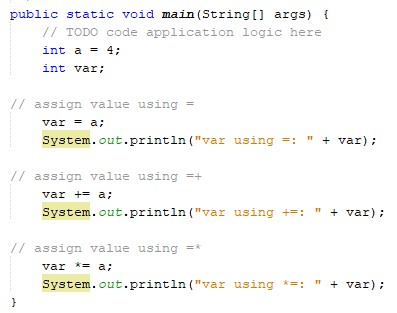 public static void main(String[] args) {
// TODO code application logic here
int a = 4;
int var;
// assign value using =
var = a;
System.out.println("var using =: " + var);
// assign value using =+
var += a;
System.out.println("var using +=: " + var);
// assign value using =*
var *= a;
System.out.println("var using *=: " + var);
}